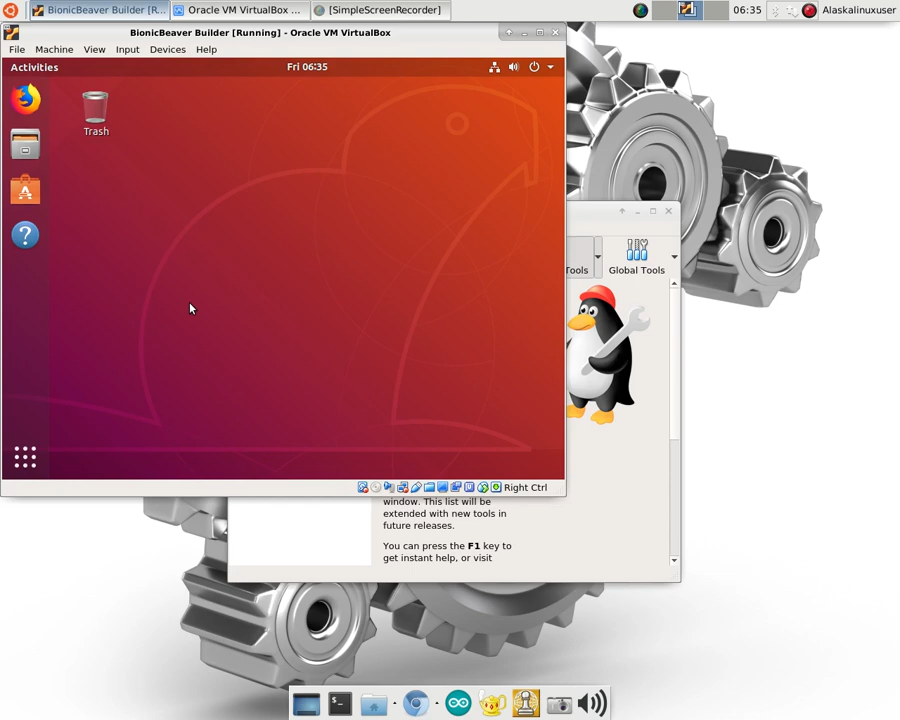 BionicBeaver Builder [R...
Oracle VM VirtualBox ...
[SimpleScreenRecorder]
06:35
Alaskalinuxuser
BionicBeaver Builder [Running] - Oracle VM VirtualBox
File Machine View Input Devices Help
Activities
Fri 06:35
Trash
Tools
Global Tools
Right Ctrl
window. This list will be
extended with new tools in
future releases.
You can press the F1 key to
get instant help, or visit